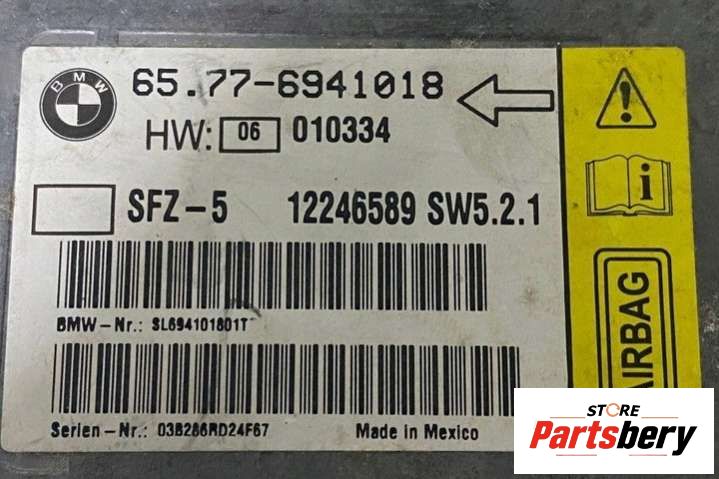 BMW
65.77-6941018
HW: 06 010334
SFZ-5 12246589 SW5.2.1
BMW-Nr.: SL694101801T
Serien-Nr.: 03B266RD24F67
Made in Mexico
i
AIRBAG
STORE
Partsbery